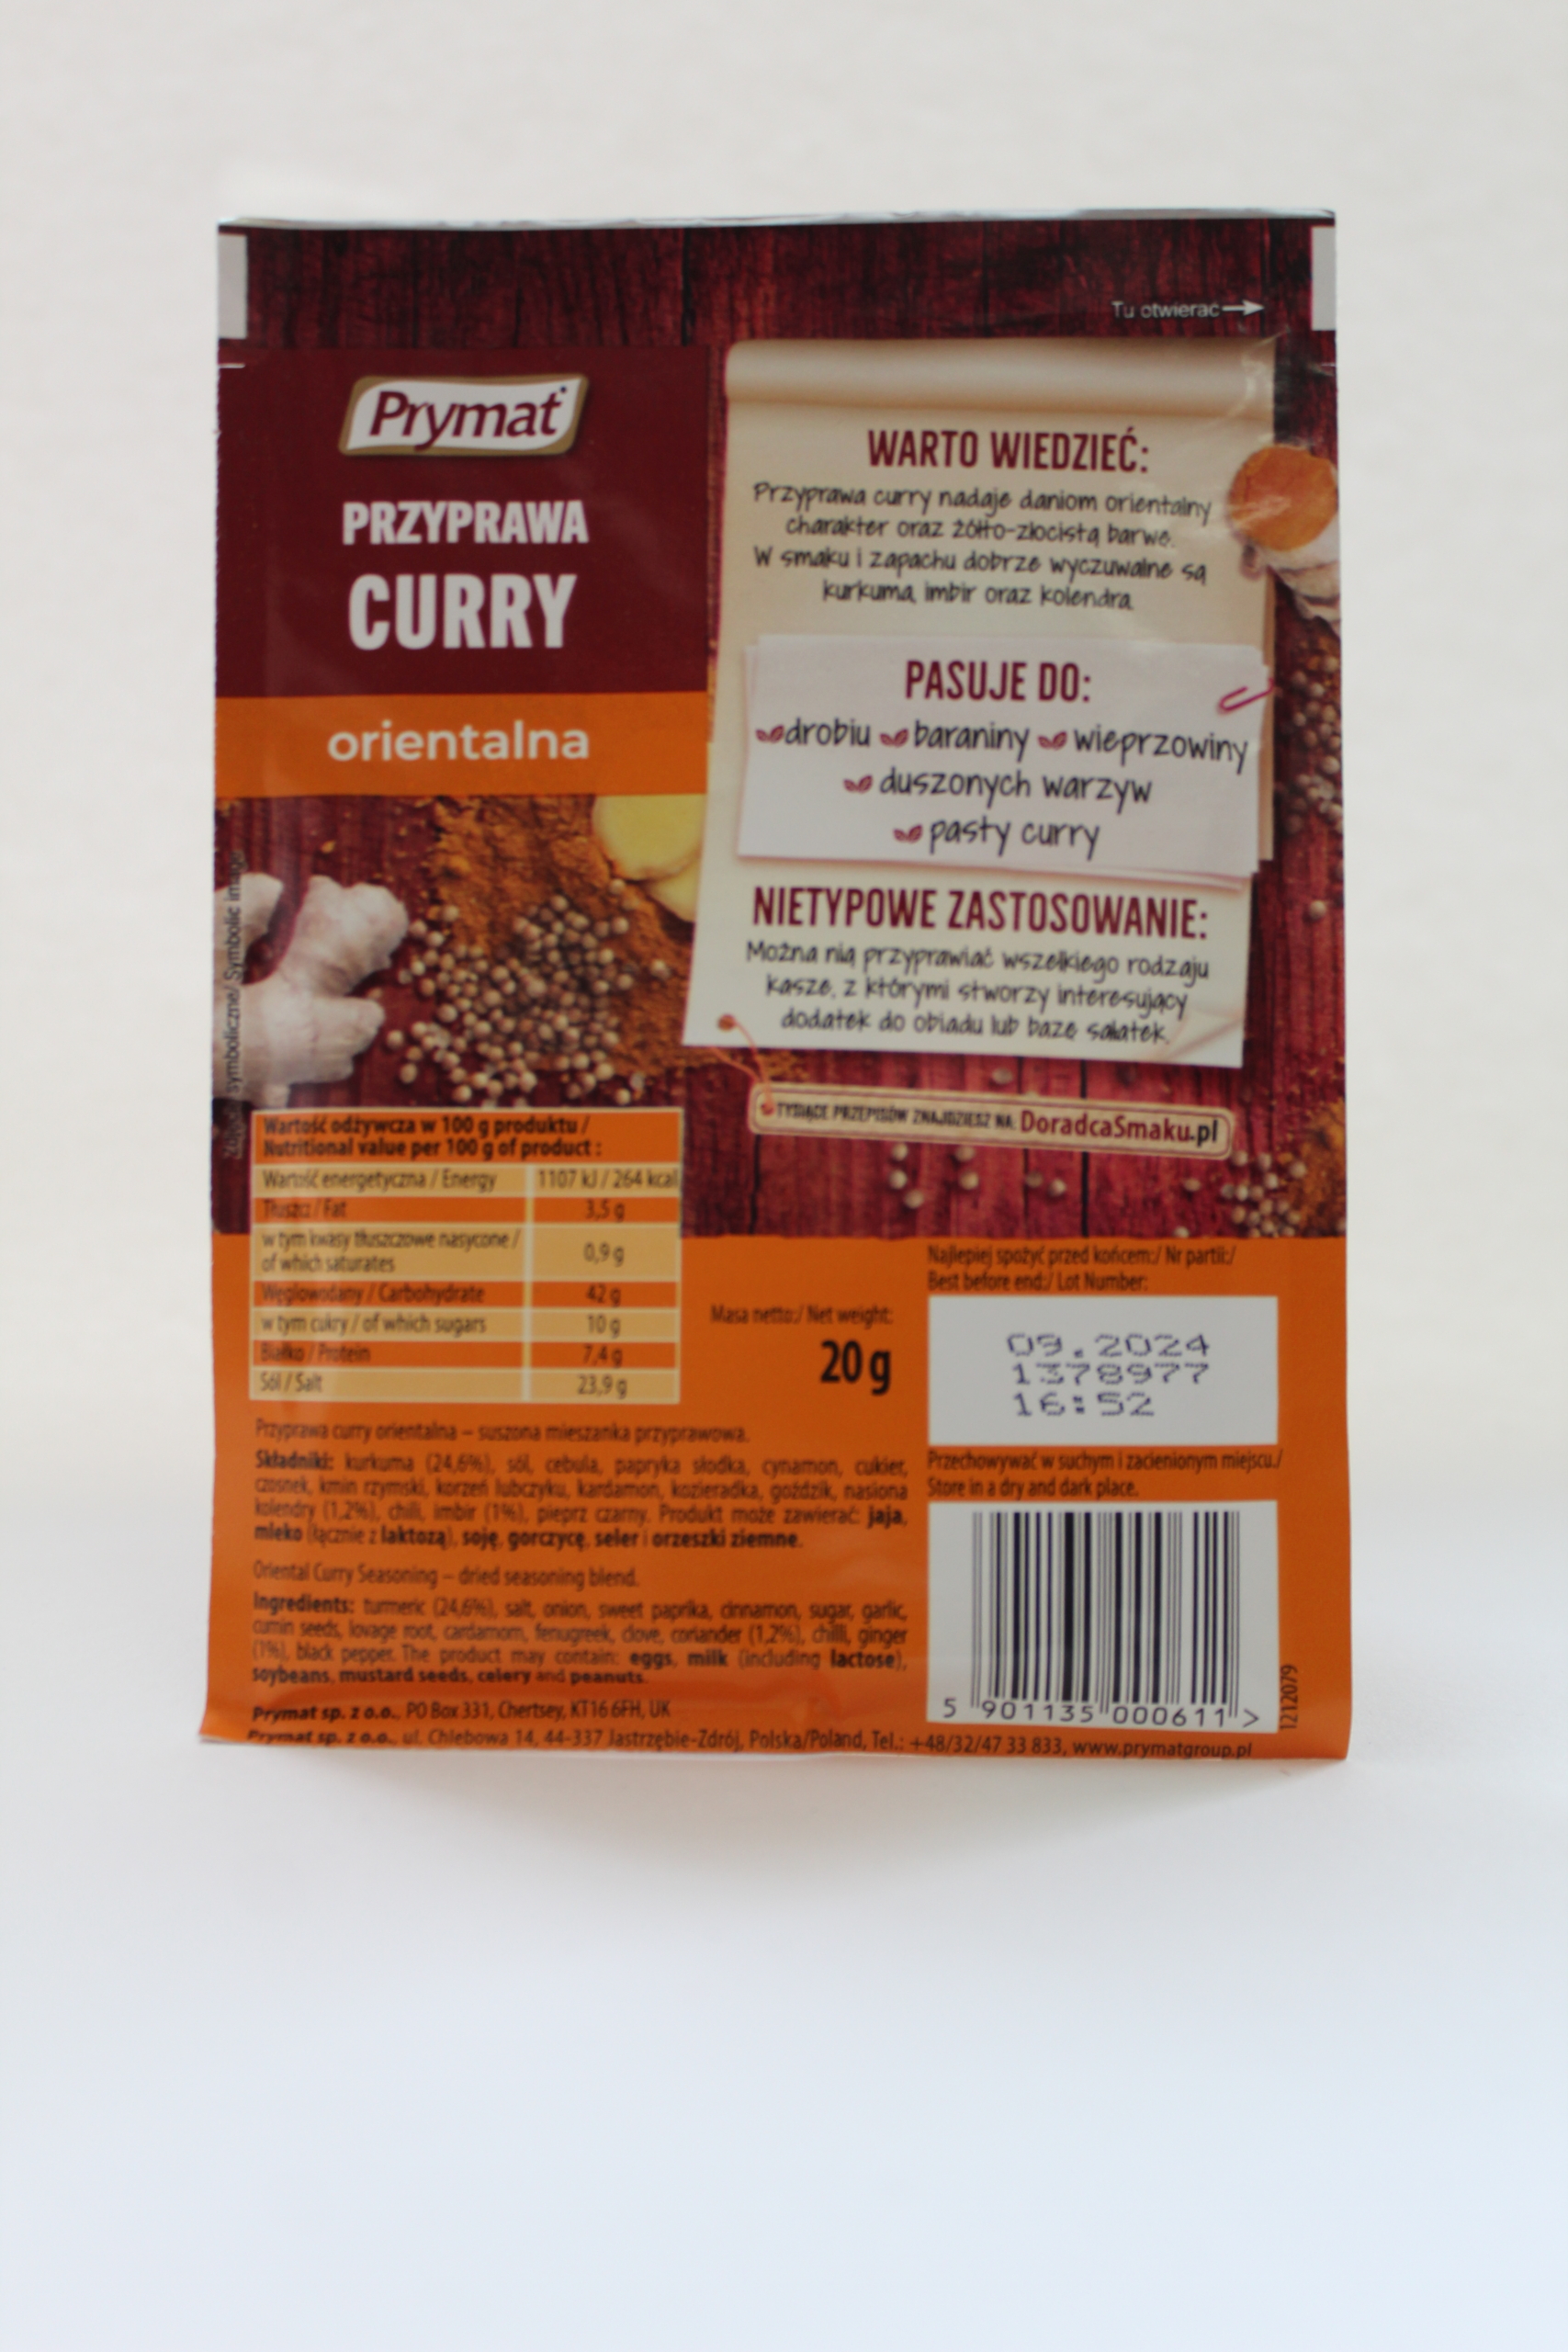 Tu otwierać
Prymat
PRZYPRAWA
CURRY
orientalna
WARTO WIEDZIEĆ:
Przyprawa curry nadaje daniom orientalny
charakter oraz żółto-złocistą barwę.
W smaku i zapachu dobrze wyczuwalne są
kurkuma, imbir oraz kolendra.
PASUJE DO:
drobiu baraniny wieprzowiny
duszonych warzyw
pasty curry
NIETYPOWE ZASTOSOWANIE:
Można nią przyprawiać wszelkiego rodzaju
kasze, z którymi stworzy interesujący
dodatek do obiadu lub bazę sałatek.
TYSIĄCE PRZEPISÓW ZNAJDZIESZ NA: DoradcaSmaku.pl
symboliczne/ Symbolic image
Wartość odżywcza w 100 g produktu /
Nutritional value per 100 g of product :
Wartość energetyczna / Energy 1107 kJ / 264 kcal
Tłuszcz / Fat 3,5 g
w tym kwasy tłuszczowe nasycone /
of which saturates 0,9 g
Węglowodany / Carbohydrate 42 g
w tym cukry / of which sugars 10 g
Białko / Protein 7,4 g
Sól / Salt 23,9 g
Masa netto:/ Net weight:
20 g
Najlepiej spożyć przed końcem:/ Nr partii:/
Best before end:/ Lot Number:
09.2024
1378977
16:52
Przechowywać w suchym i zacienionym miejscu./
Store in a dry and dark place.
Przyprawa curry orientalna – suszona mieszanka przyprawowa.
Składniki: kurkuma (24,6%), sól, cebula, papryka słodka, cynamon, cukier,
czosnek, kmin rzymski, korzeń lubczyku, kardamon, kozieradka, goździk, nasiona
kolendry (1,2%), chili, imbir (1%), pieprz czarny. Produkt może zawierać: jaja,
mleko (łącznie z laktozą), soję, gorczycę, seler i orzeszki ziemne.
Oriental Curry Seasoning – dried seasoning blend.
Ingredients: turmeric (24,6%), salt, onion, sweet paprika, cinnamon, sugar, garlic,
cumin seeds, lovage root, cardamom, fenugreek, clove, coriander (1,2%), chilli, ginger
(1%), black pepper. The product may contain: eggs, milk (including lactose),
soybeans, mustard seeds, celery and peanuts.
Prymat sp. z o.o., PO Box 331, Chertsey, KT16 6FH, UK
Prymat sp. z o.o., ul. Chlebowa 14, 44-337 Jastrzębie-Zdrój, Polska/Poland, Tel.: +48/32/47 33 833, www.prymatgroup.pl
5 901135 000611 >
1212079